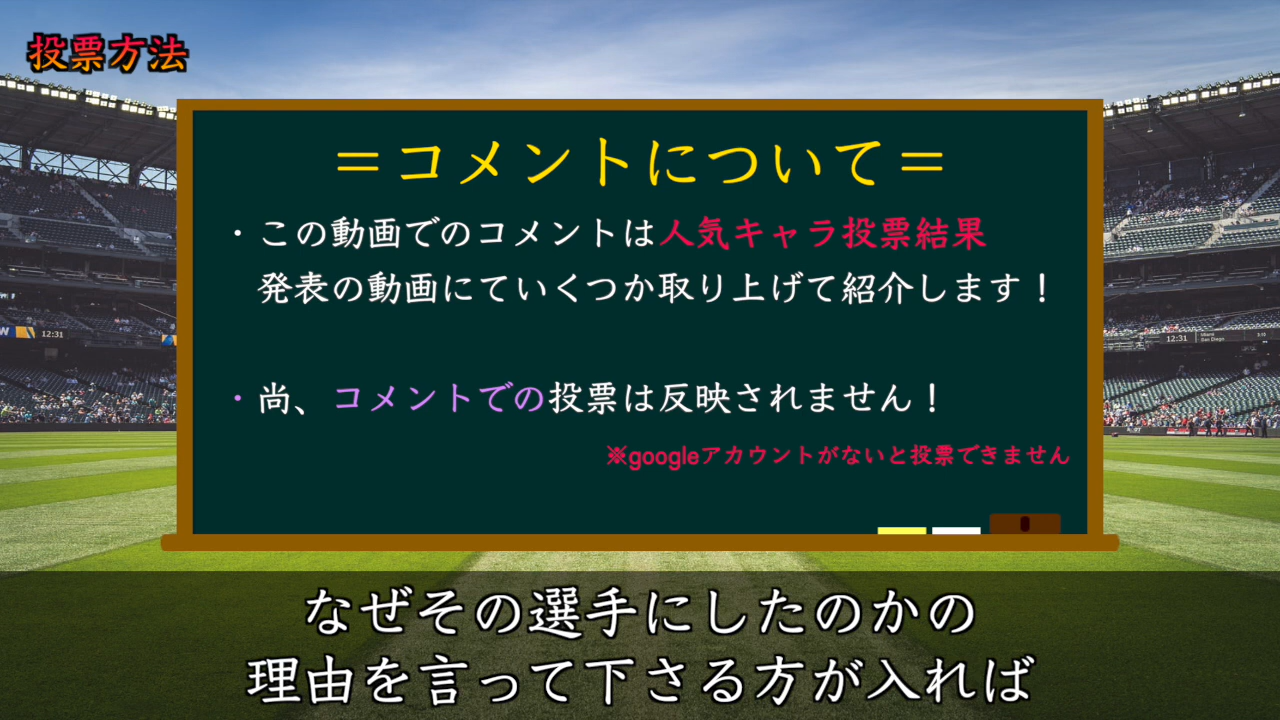 投票方法
=コメントについて=
・この動画でのコメントは人気キャラ投票結果
発表の動画にていくつか取り上げて紹介します!
・尚、コメントでの投票は反映されません!
※googleアカウントがないと投票できません
12:31
12:31
なぜその選手にしたのかの
理由を言って下さる方が入れば